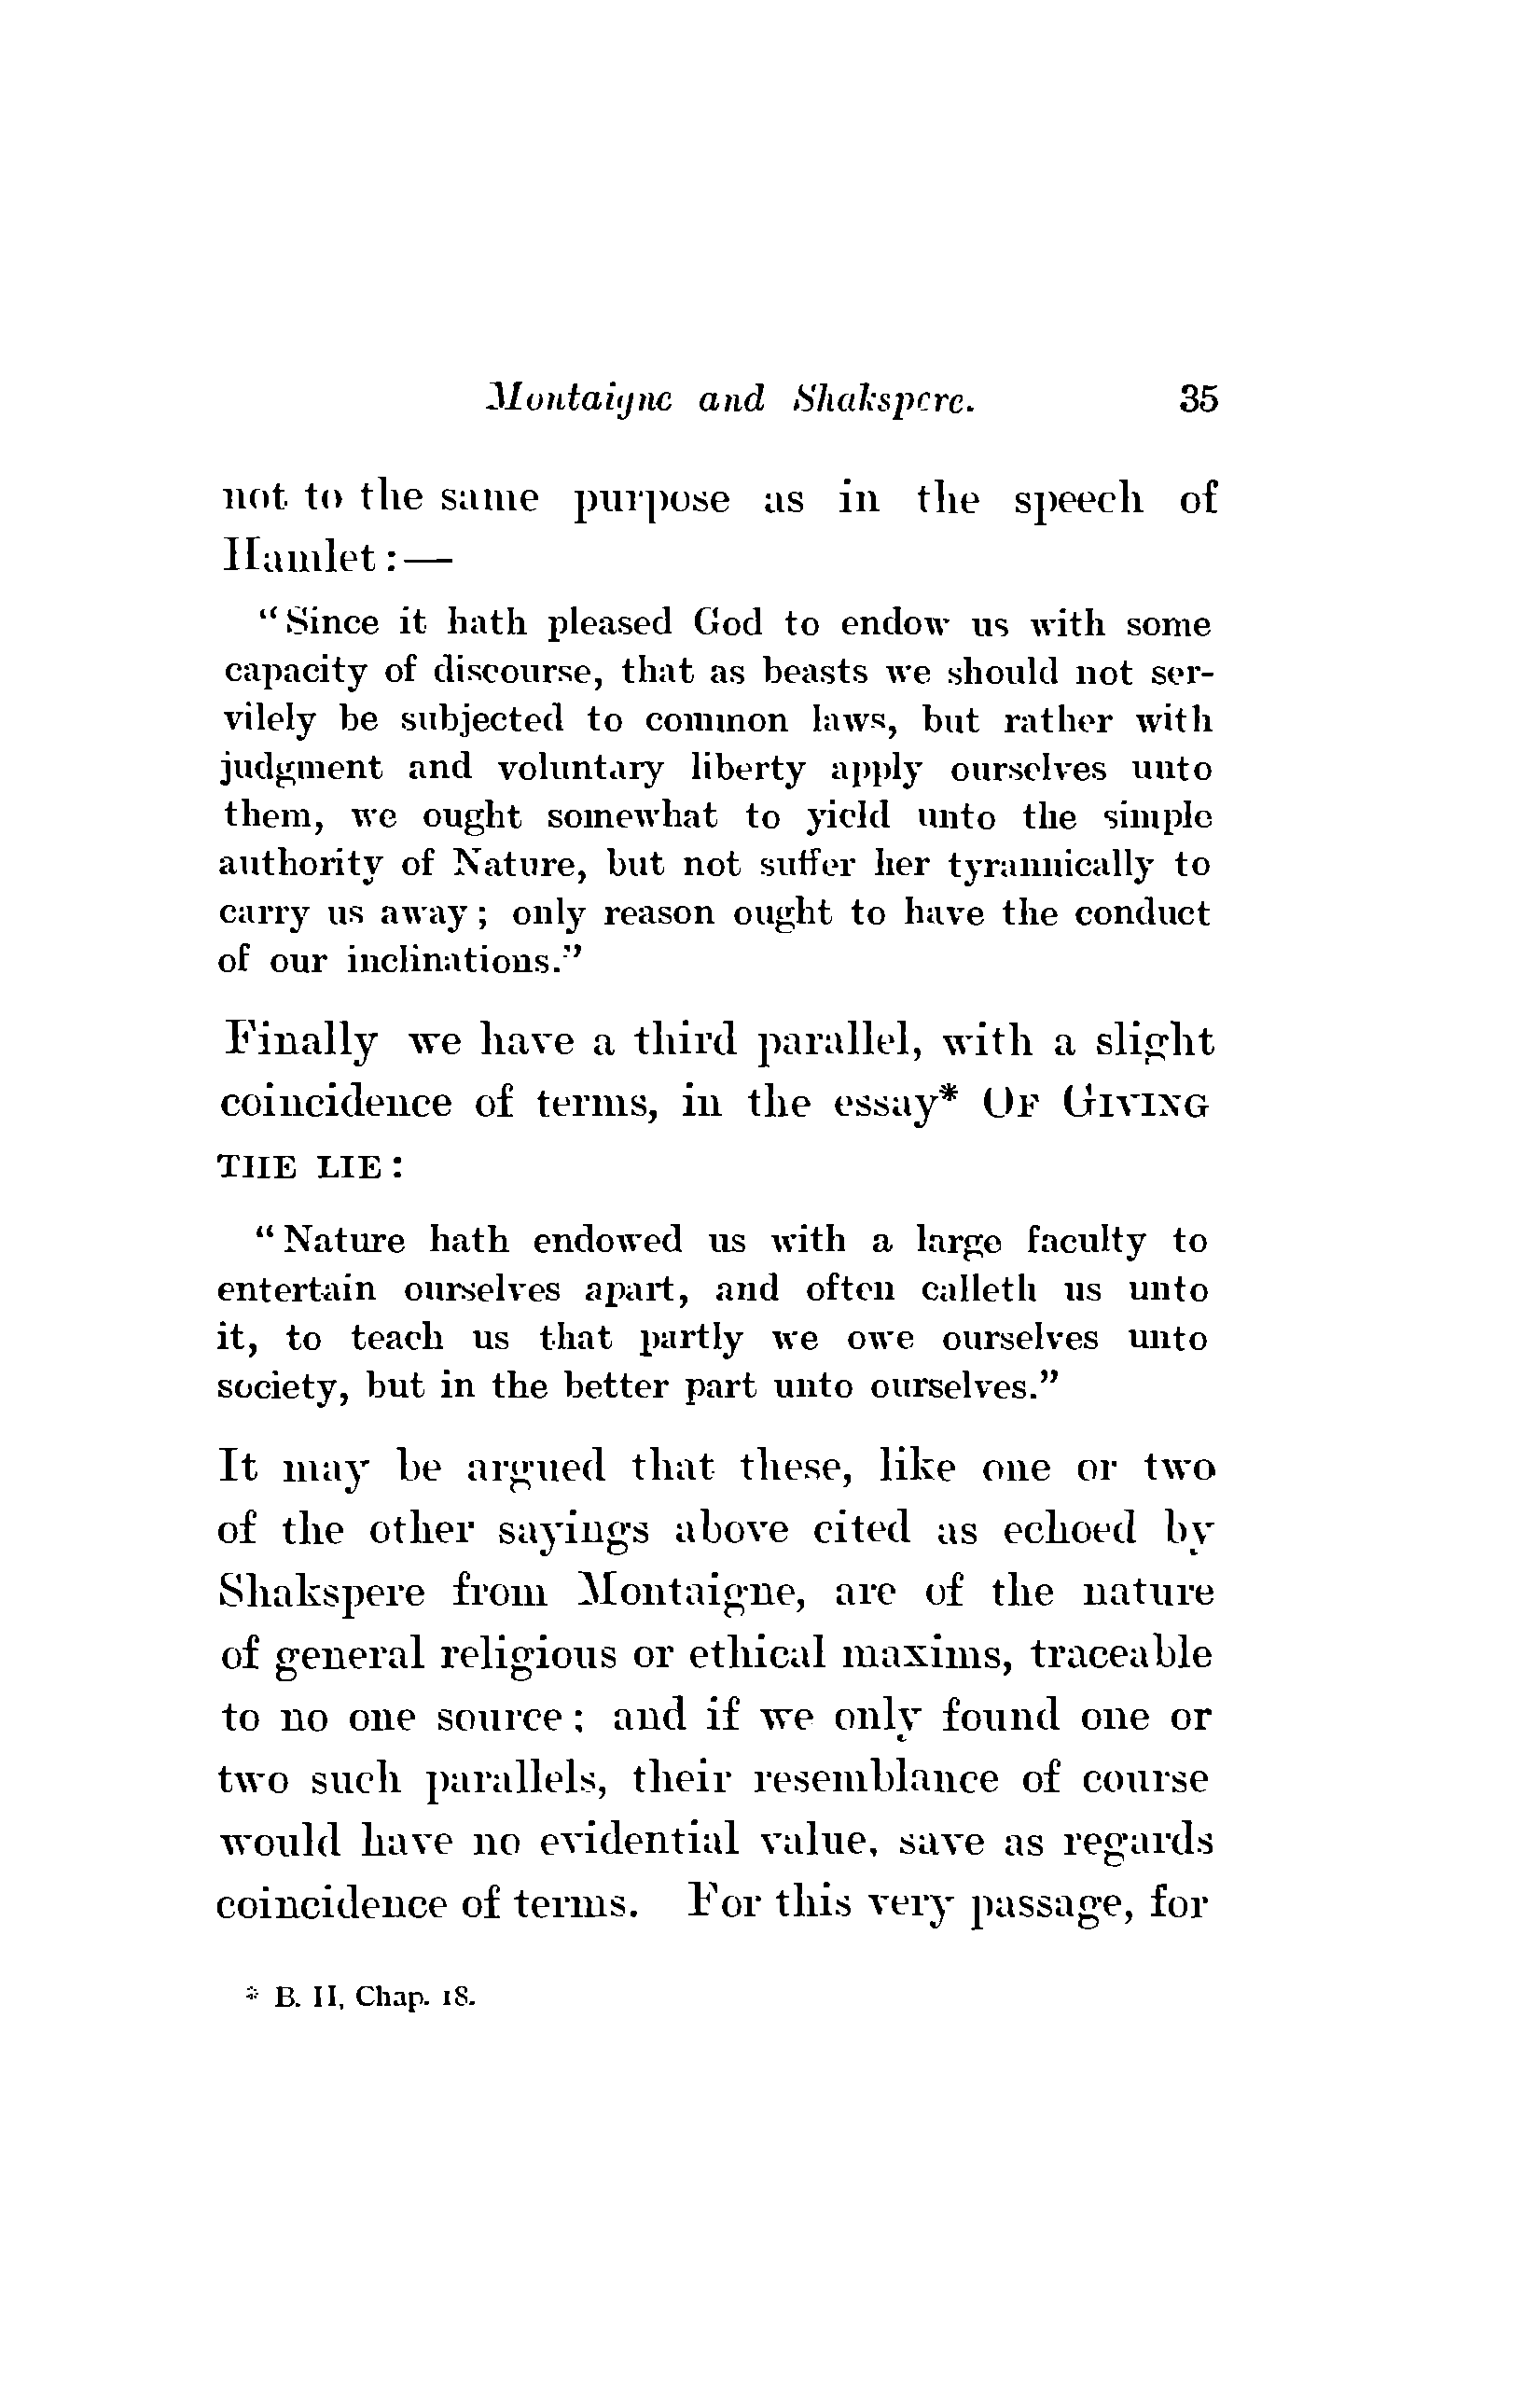 Montaigne and Shakspere. 35
not to the same purpose as in the speech of
Hamlet:—
"Since it hath pleased God to endow us with some
capacity of discourse, that as beasts we should not ser-
vilely be subjected to common laws, but rather with
judgment and voluntary liberty apply ourselves unto
them, we ought somewhat to yield unto the simple
authority of Nature, but not suffer her tyrannically to
carry us away; only reason ought to have the conduct
of our inclinations."
Finally we have a third parallel, with a slight
coincidence of terms, in the essay* OF GIVING
THE LIE:
"Nature hath endowed us with a large faculty to
entertain ourselves apart, and often calleth us unto
it, to teach us that partly we owe ourselves unto
society, but in the better part unto ourselves."
It may be argued that these, like one or two
of the other sayings above cited as echoed by
Shakspere from Montaigne, are of the nature
of general religious or ethical maxims, traceable
to no one source; and if we only found one or
two such parallels, their resemblance of course
would have no evidential value, save as regards
coincidence of terms. For this very passage, for
* B. II, Chap. 18.